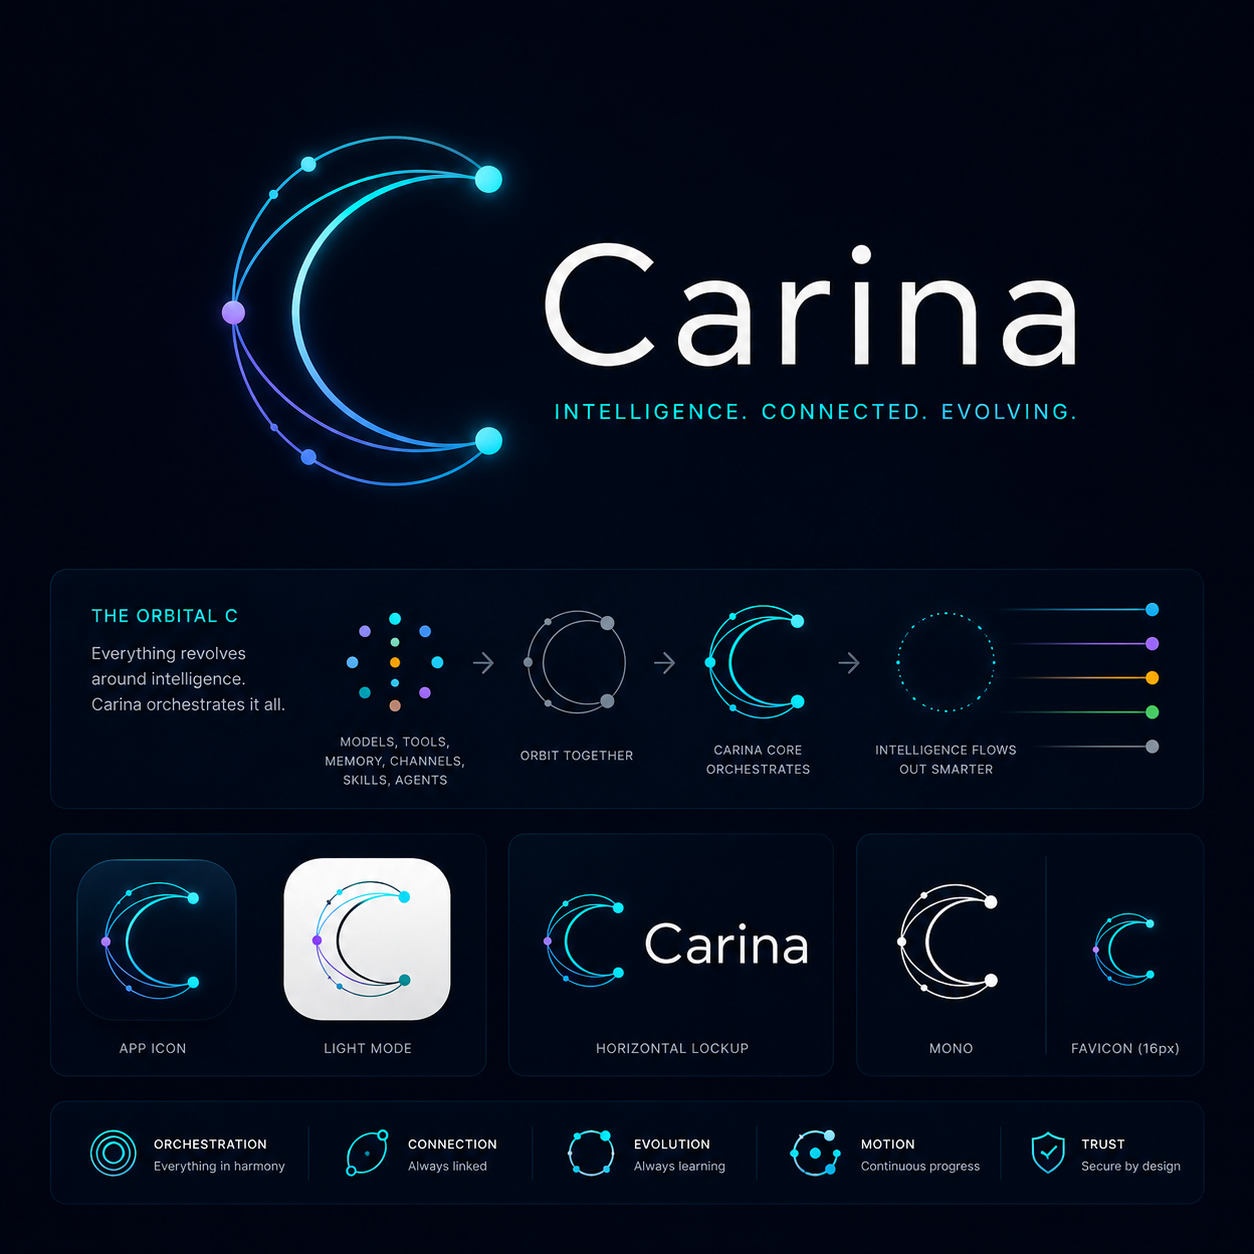 Carina
INTELLIGENCE. CONNECTED. EVOLVING.
THE ORBITAL C
Everything revolves
around intelligence.
Carina orchestrates it all.
MODELS, TOOLS,
MEMORY, CHANNELS,
SKILLS, AGENTS
ORBIT TOGETHER
CARINA CORE
ORCHESTRATES
INTELLIGENCE FLOWS
OUT SMARTER
APP ICON
LIGHT MODE
Carina
HORIZONTAL LOCKUP
MONO
FAVICON (16px)
ORCHESTRATION
Everything in harmony
CONNECTION
Always linked
EVOLUTION
Always learning
MOTION
Continuous progress
TRUST
Secure by design